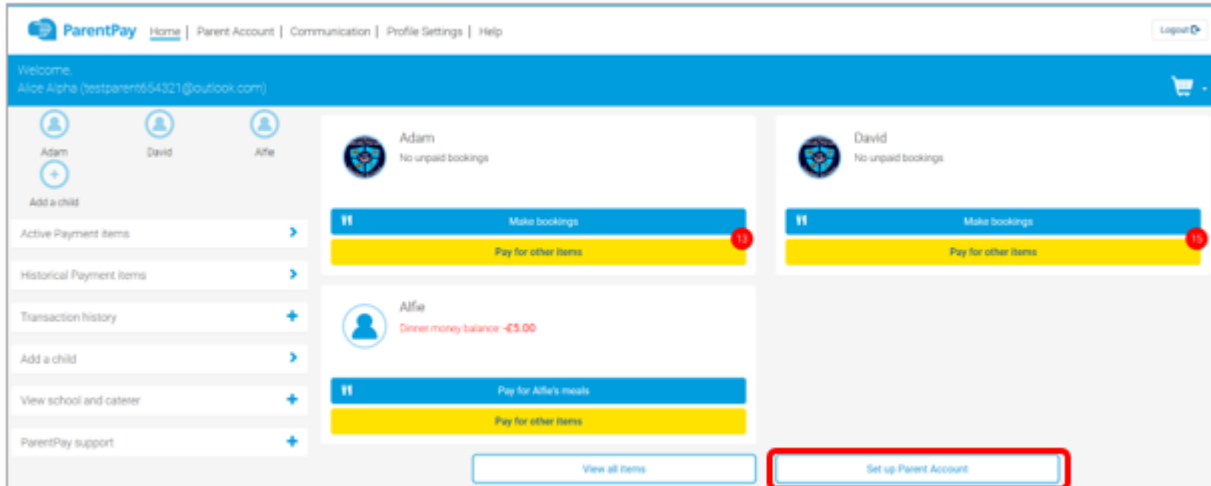 ParentPay Home | Parent Account | Communication | Profile Settings | Help
Logout
Welcome,
Alice Alpha (testparent654321@outlook.com)
Adam David Alfie
Add a child
Active Payment items
Historical Payment items
Transaction history
Add a child
View school and caterer
ParentPay support
Adam
No unpaid bookings
Make bookings
13
Pay for other items
David
No unpaid bookings
Make bookings
15
Pay for other items
Alfie
Dinner money balance: -£5.00
Pay for Alfie's meals
Pay for other items
View all items
Set up Parent Account